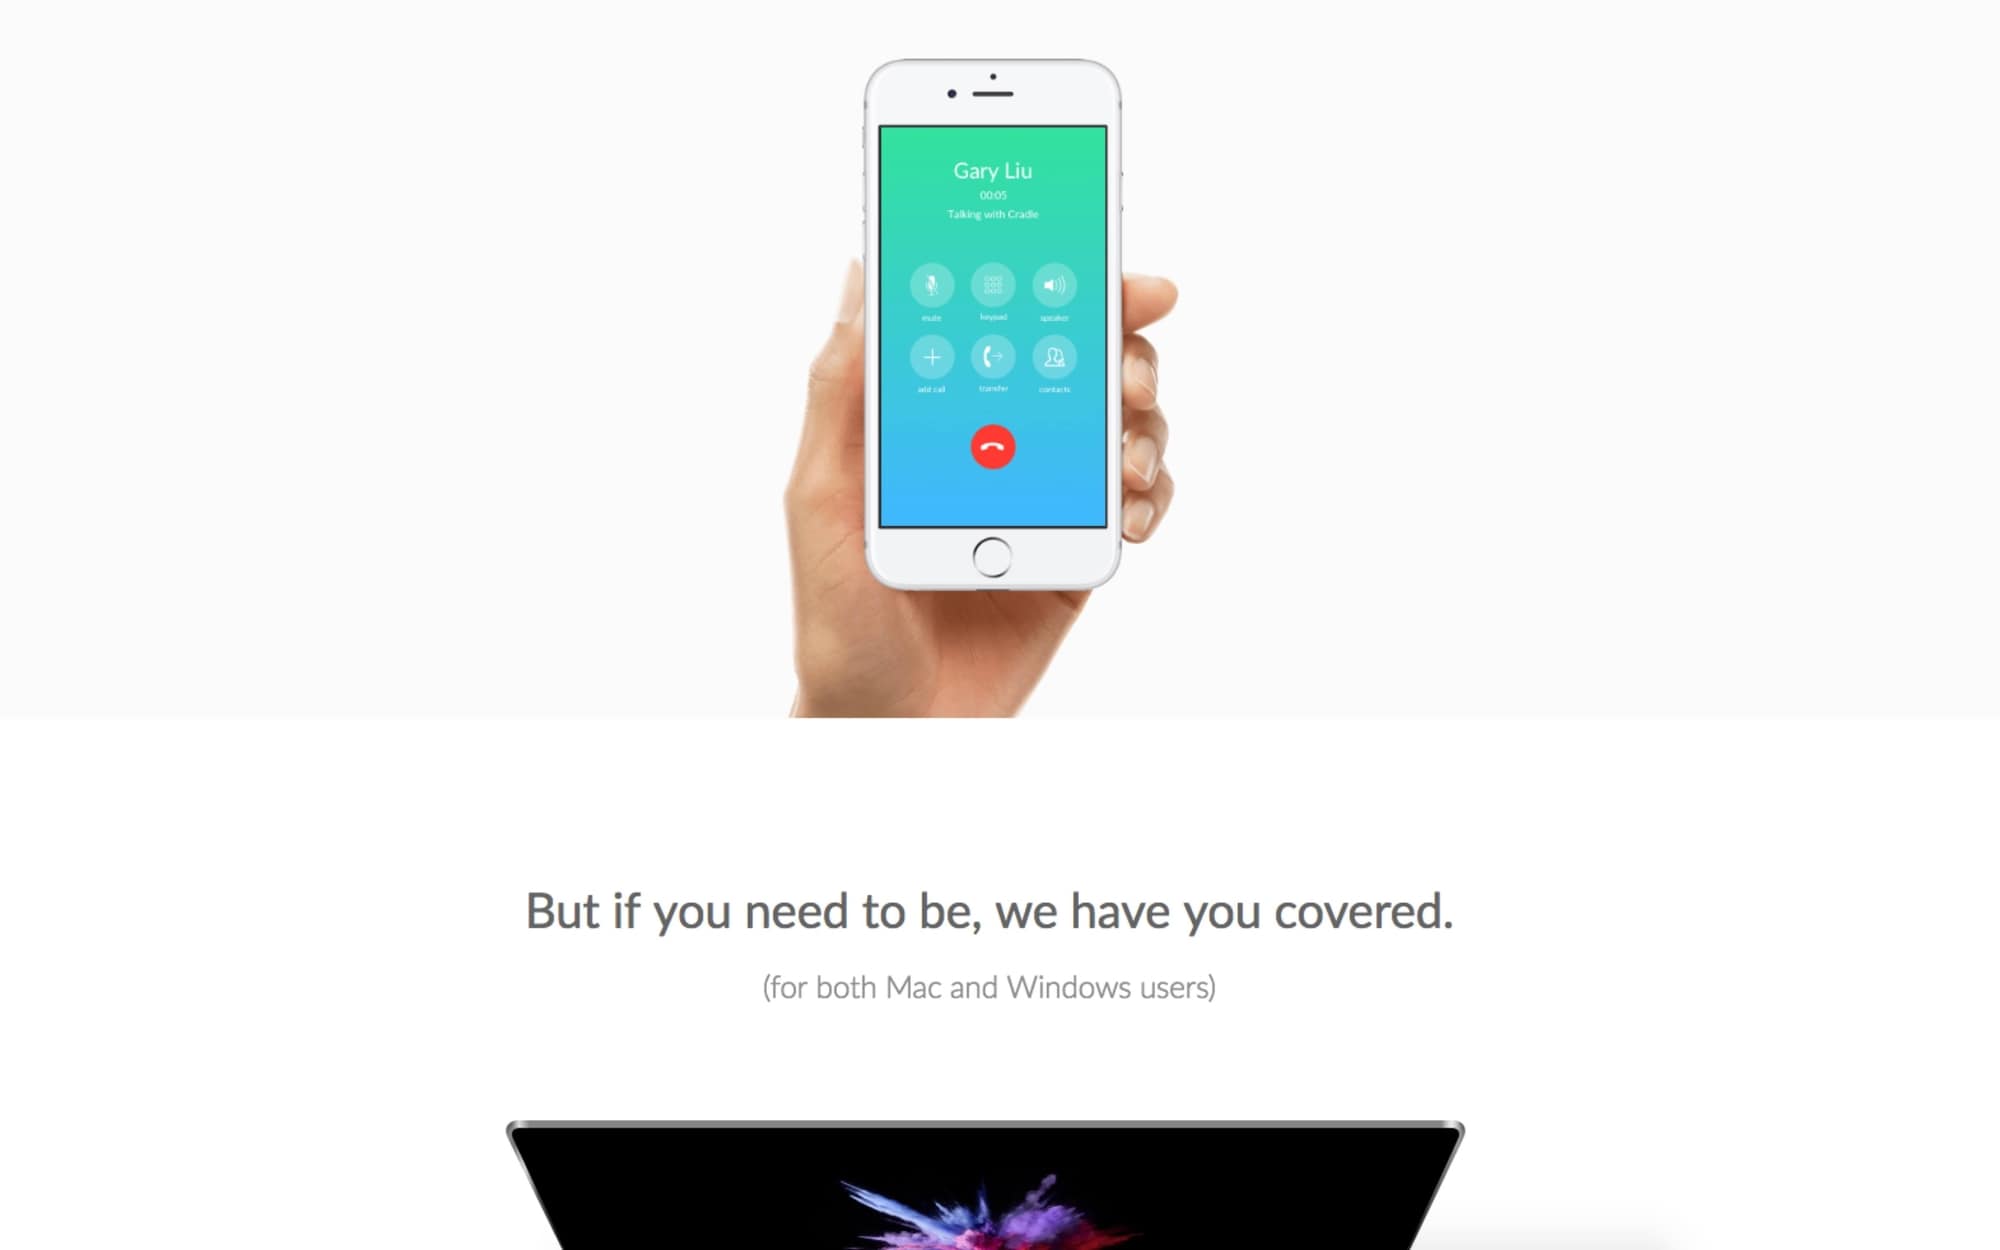 Gary Liu
00:05
Talking with Cradle
mute keypad speaker
add call transfer contacts
But if you need to be, we have you covered.
(for both Mac and Windows users)